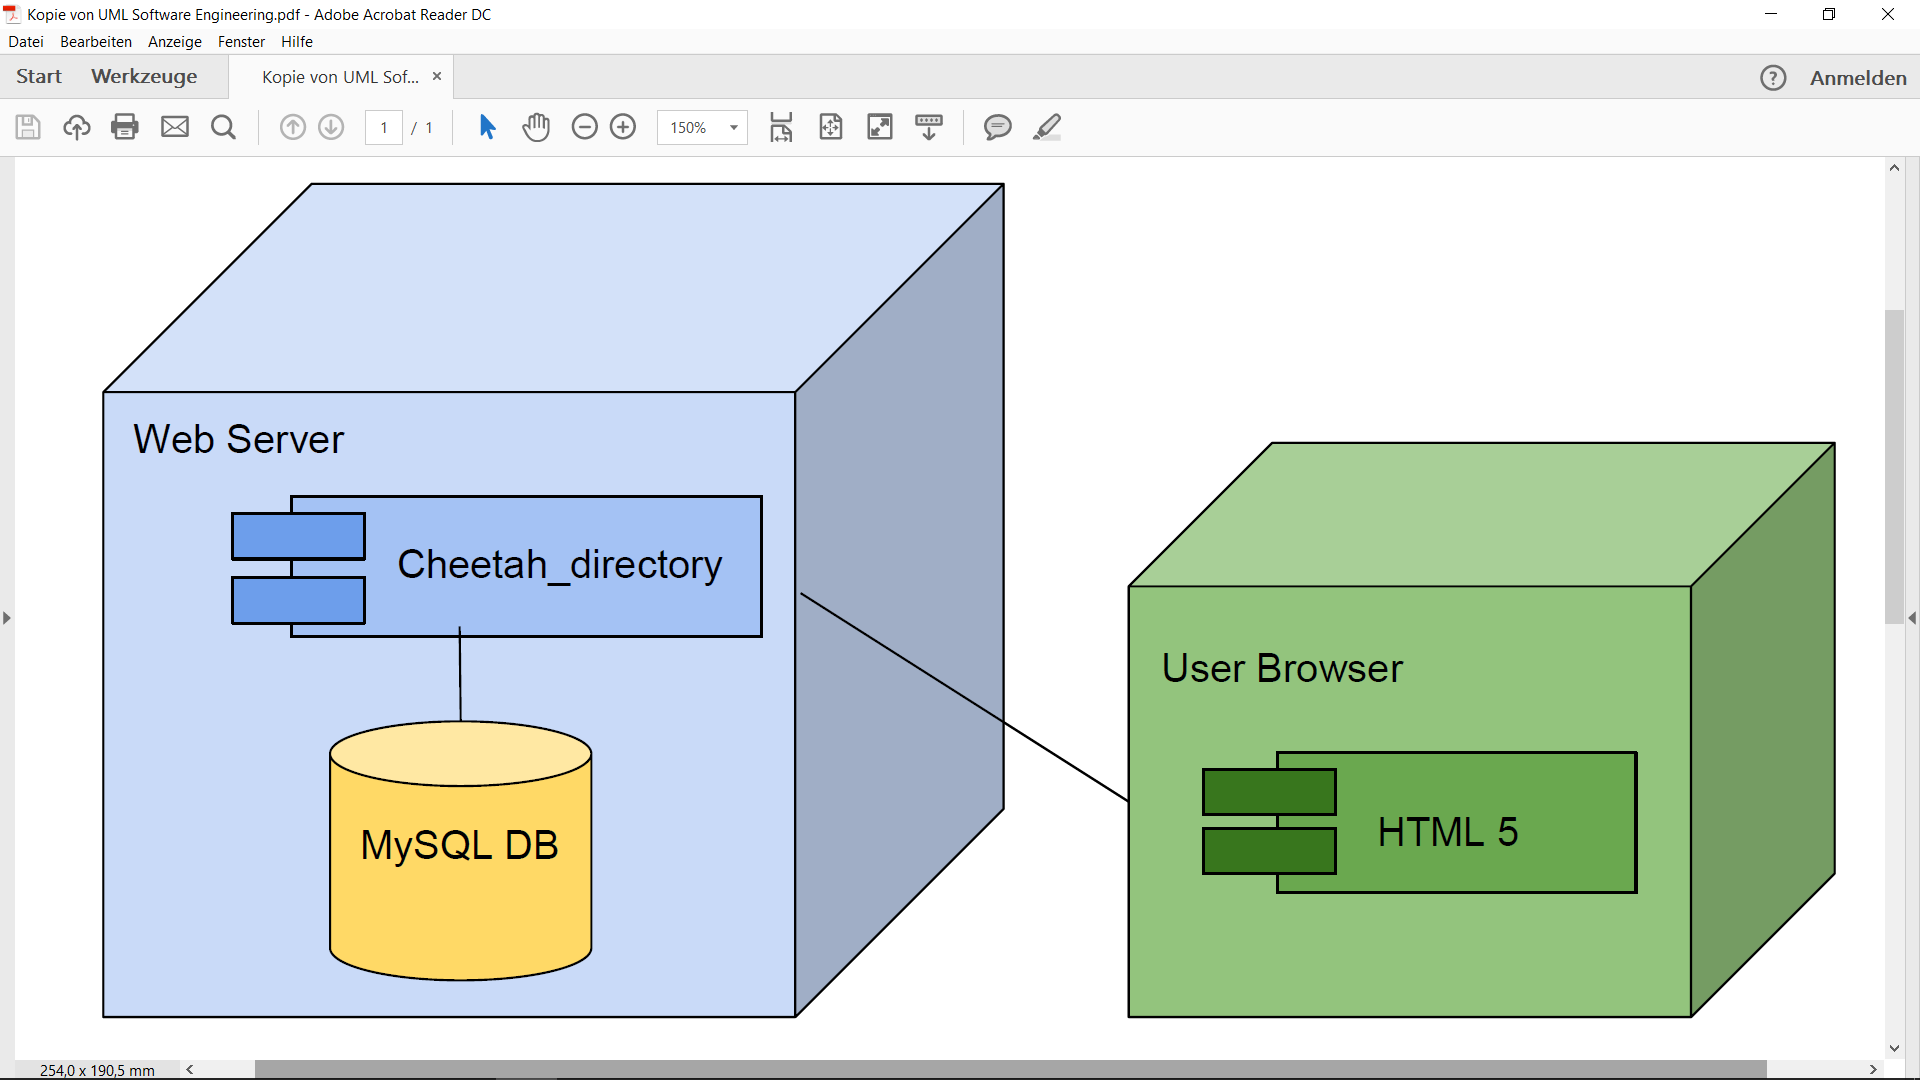 Kopie von UML Software Engineering.pdf - Adobe Acrobat Reader DC
Datei Bearbeiten Anzeige Fenster Hilfe
Start Werkzeuge Kopie von UML Sof... × ? Anmelden
1 / 1 150%
Web Server
Cheetah_directory
MySQL DB
User Browser
HTML 5
254,0 x 190,5 mm